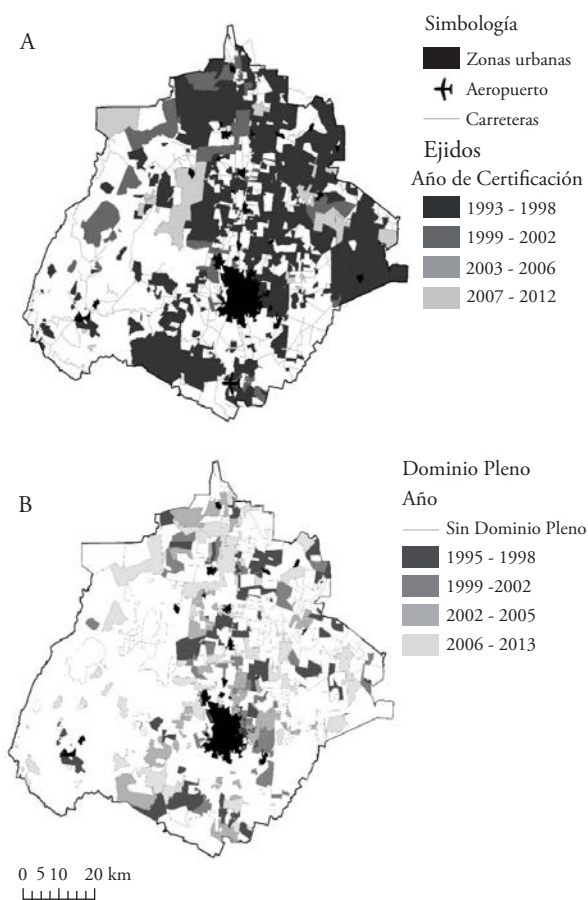 A
Simbología
Zonas urbanas
Aeropuerto
Carreteras
Ejidos
Año de Certificación
1993 - 1998
1999 - 2002
2003 - 2006
2007 - 2012
B
Dominio Pleno
Año
Sin Dominio Pleno
1995 - 1998
1999 -2002
2002 - 2005
2006 - 2013
0 5 10 20 km